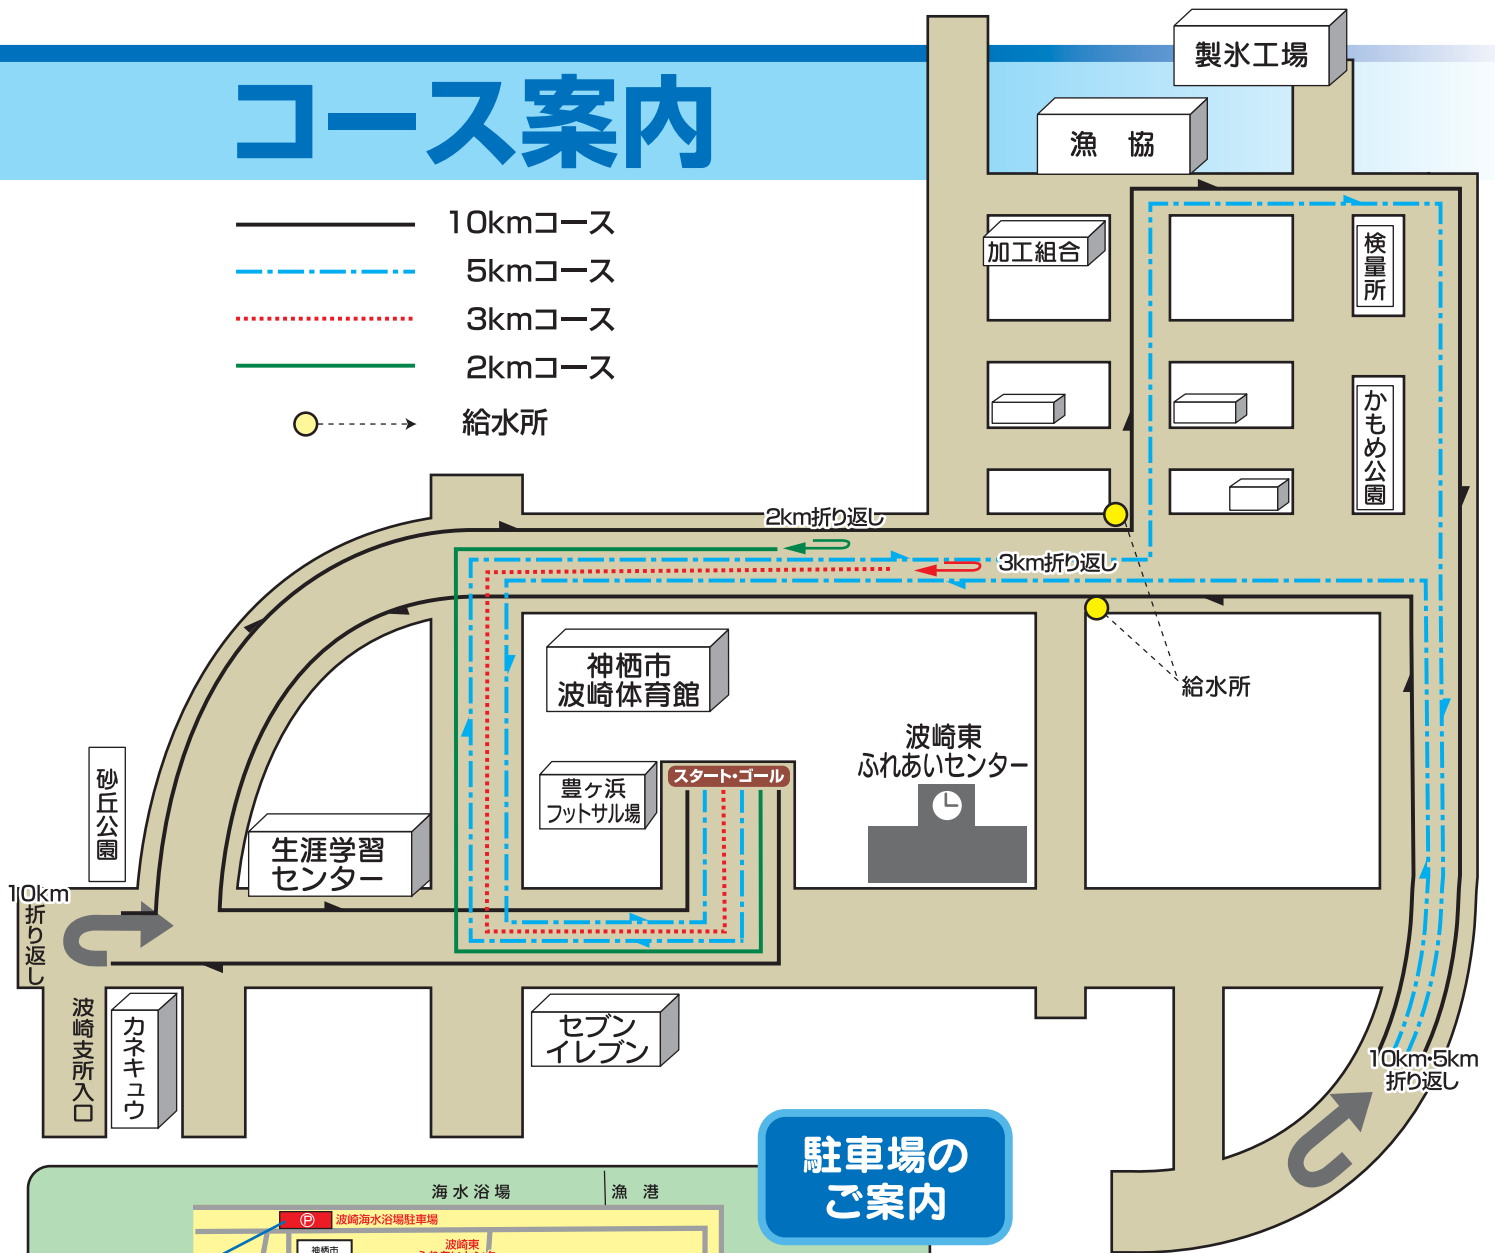 コース案内
10kmコース
5kmコース
3kmコース
2kmコース
給水所
製氷工場
漁 協
加工組合
検量所
かもめ公園
2km折り返し
3km折り返し
給水所
神栖市
波崎体育館
波崎東
ふれあいセンター
スタート・ゴール
豊ヶ浜
フットサル場
砂丘公園
生涯学習
センター
10km
折り返し
波崎支所入口
カネキュウ
セブン
イレブン
10km・5km
折り返し
駐車場の
ご案内
海水浴場
漁 港
P
波崎海水浴場駐車場
神栖市
波崎東